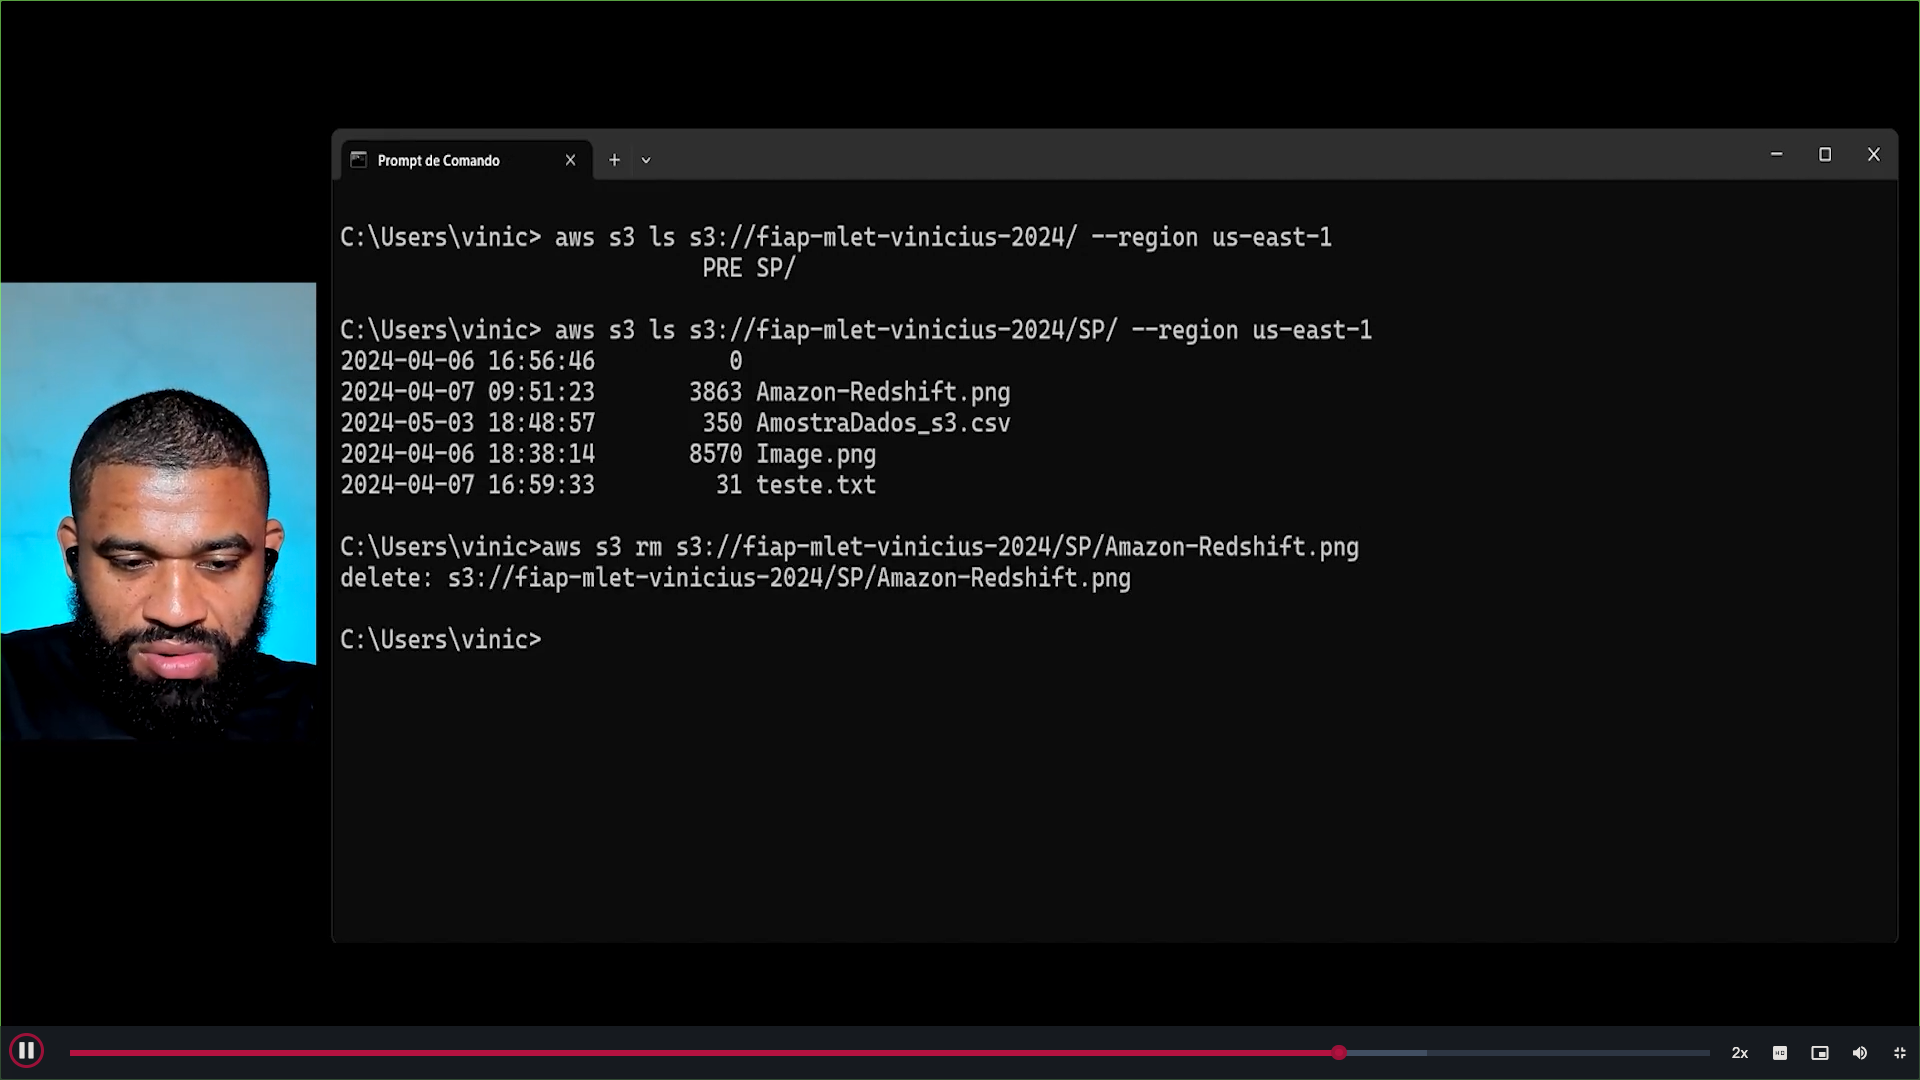 Prompt de Comando
C:\Users\vinic> aws s3 ls s3://fiap-mlet-vinicius-2024/ --region us-east-1
PRE SP/
C:\Users\vinic> aws s3 ls s3://fiap-mlet-vinicius-2024/SP/ --region us-east-1
2024-04-06 16:56:46 0
2024-04-07 09:51:23 3863 Amazon-Redshift.png
2024-05-03 18:48:57 350 AmostraDados_s3.csv
2024-04-06 18:38:14 8570 Image.png
2024-04-07 16:59:33 31 teste.txt
C:\Users\vinic>aws s3 rm s3://fiap-mlet-vinicius-2024/SP/Amazon-Redshift.png
delete: s3://fiap-mlet-vinicius-2024/SP/Amazon-Redshift.png
C:\Users\vinic>
2x
HD